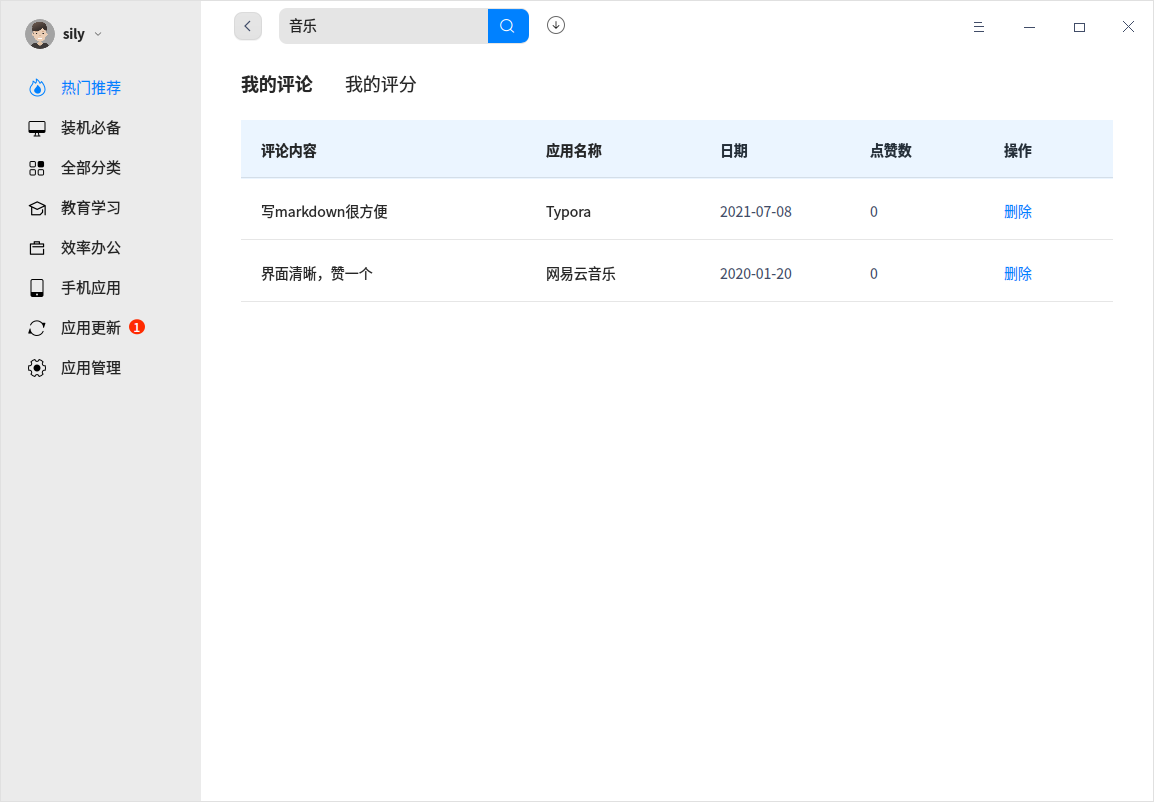 sily
热门推荐
装机必备
全部分类
教育学习
效率办公
手机应用
应用更新 1
应用管理
音乐
我的评论 我的评分
评论内容 应用名称 日期 点赞数 操作
写markdown很方便 Typora 2021-07-08 0 删除
界面清晰，赞一个 网易云音乐 2020-01-20 0 删除